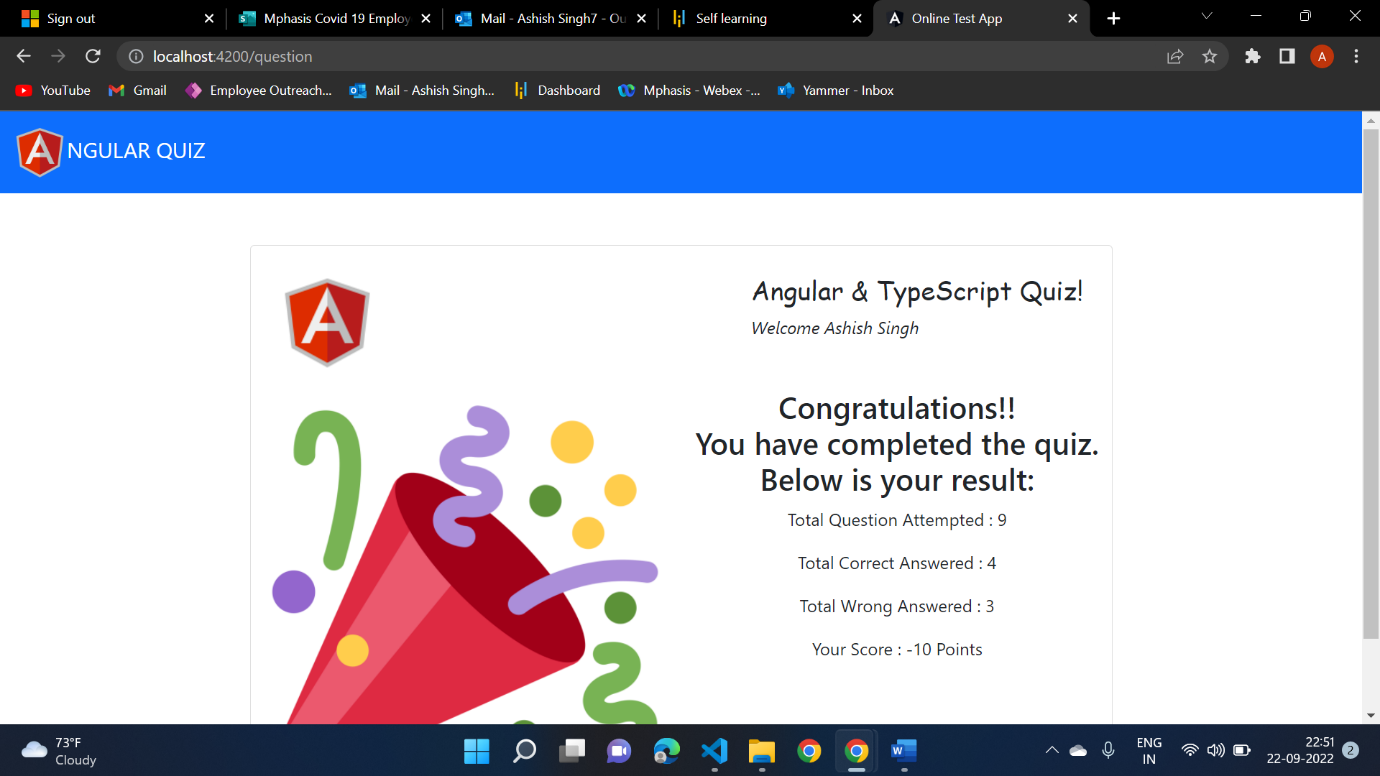 Sign out
Mphasis Covid 19 Employ
Mail - Ashish Singh7 - Ou
Self learning
Online Test App
localhost:4200/question
A
YouTube
Gmail
Employee Outreach...
Mail - Ashish Singh...
Dashboard
Mphasis - Webex -...
Yammer - Inbox
A NGULAR QUIZ
A
Angular & TypeScript Quiz!
Welcome Ashish Singh
Congratulations!!
You have completed the quiz.
Below is your result:
Total Question Attempted : 9
Total Correct Answered : 4
Total Wrong Answered : 3
Your Score : -10 Points
73°F
Cloudy
ENG
IN
22:51
22-09-2022
2